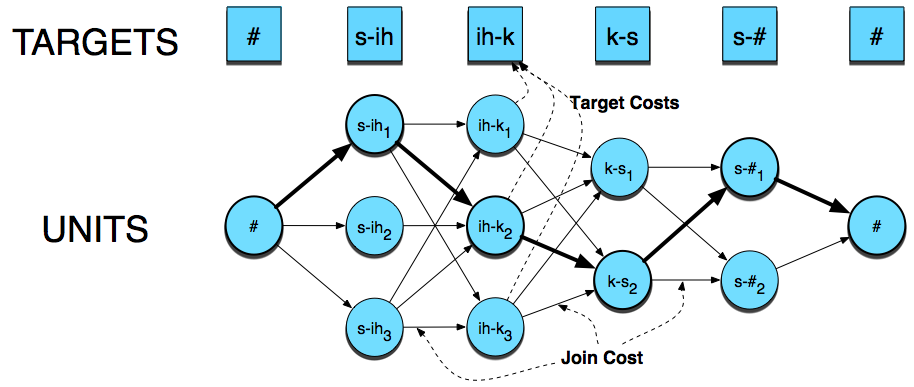 TARGETS # s-ih ih-k k-s s-# #
Target Costs
s-ih1 ih-k1
k-s1 s-#1
UNITS # s-ih2 ih-k2 #
k-s2 s-#2
s-ih3 ih-k3
Join Cost